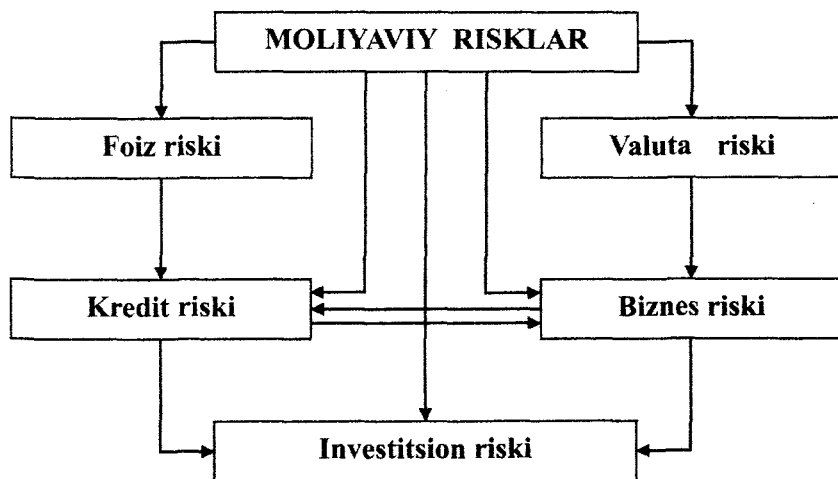 MOLIYAVIY RISKLAR
Foiz riski
Valuta riski
Kredit riski
Biznes riski
Investitsion riski